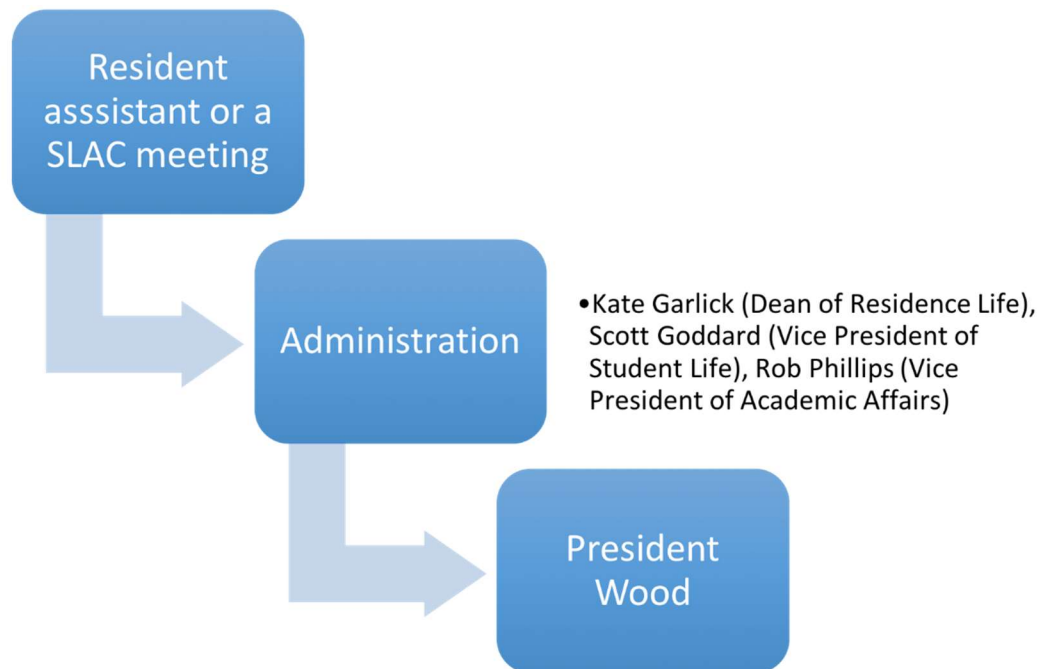 Resident
asssistant or a
SLAC meeting
Administration
•Kate Garlick (Dean of Residence Life),
Scott Goddard (Vice President of
Student Life), Rob Phillips (Vice
President of Academic Affairs)
President
Wood